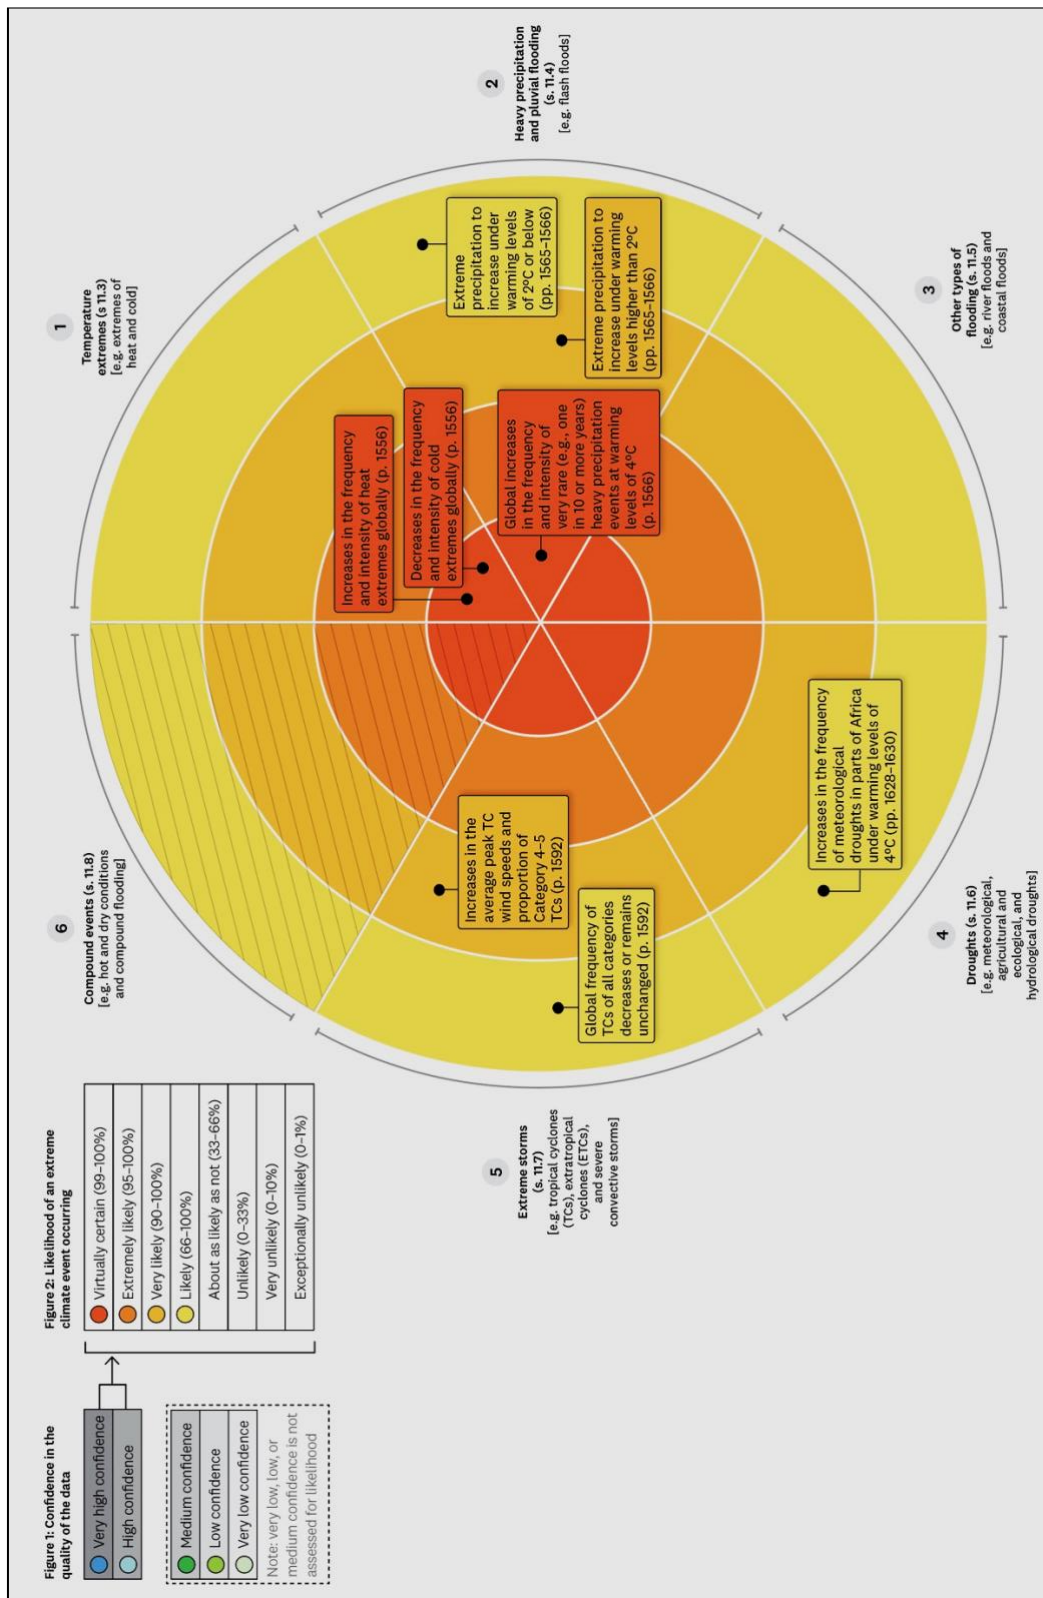 Figure 1: Confidence in the
quality of the data
Very high confidence
High confidence
Medium confidence
Low confidence
Very low confidence
Note: very low, low, or
medium confidence is not
assessed for likelihood
Figure 2: Likelihood of an extreme
climate event occurring
Virtually certain (99–100%)
Extremely likely (95–100%)
Very likely (90–100%)
Likely (66–100%)
About as likely as not (33–66%)
Unlikely (0–33%)
Very unlikely (0–10%)
Exceptionally unlikely (0–1%)
1
Temperature
extremes (s 11.3)
[e.g. extremes of
heat and cold]
2
Heavy precipitation
and pluvial flooding
(s. 11.4)
[e.g. flash floods]
3
Other types of
flooding (s. 11.5)
[e.g. river floods and
coastal floods]
4
Droughts (s. 11.6)
[e.g. meteorological,
agricultural and
ecological, and
hydrological droughts]
5
Extreme storms
(s. 11.7)
[e.g. tropical cyclones
(TCs), extratropical
cyclones (ETCs),
and severe
convective storms]
6
Compound events (s. 11.8)
[e.g. hot and dry conditions
and compound flooding]
Increases in the frequency
and intensity of heat
extremes globally (p. 1556)
Decreases in the frequency
and intensity of cold
extremes globally (p. 1556)
Global increases
in the frequency
and intensity of
very rare (e.g., one
in 10 or more years)
heavy precipitation
events at warming
levels of 4ºC
(p. 1566)
Extreme
precipitation to
increase under
warming levels
of 2ºC or below
(pp. 1565–1566)
Extreme precipitation to
increase under warming
levels higher than 2ºC
(pp. 1565–1566)
Increases in the
average peak TC
wind speeds and
proportion of
Category 4–5
TCs (p. 1592)
Global frequency of
TCs of all categories
decreases or remains
unchanged (p. 1592)
Increases in the frequency
of meteorological
droughts in parts of Africa
under warming levels of
4ºC (pp. 1628–1630)